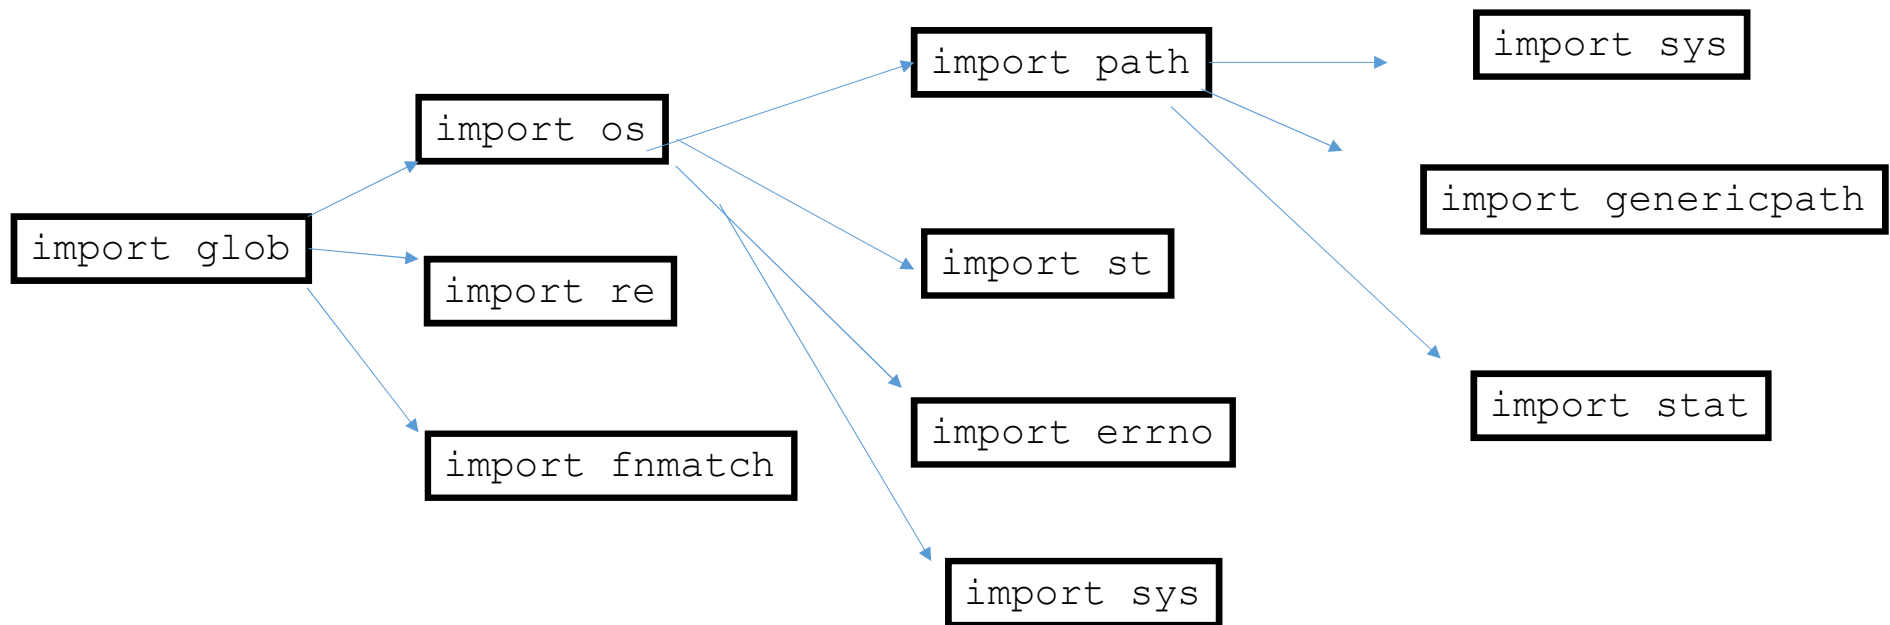 import glob
import os
import re
import fnmatch
import path
import st
import errno
import sys
import sys
import genericpath
import stat